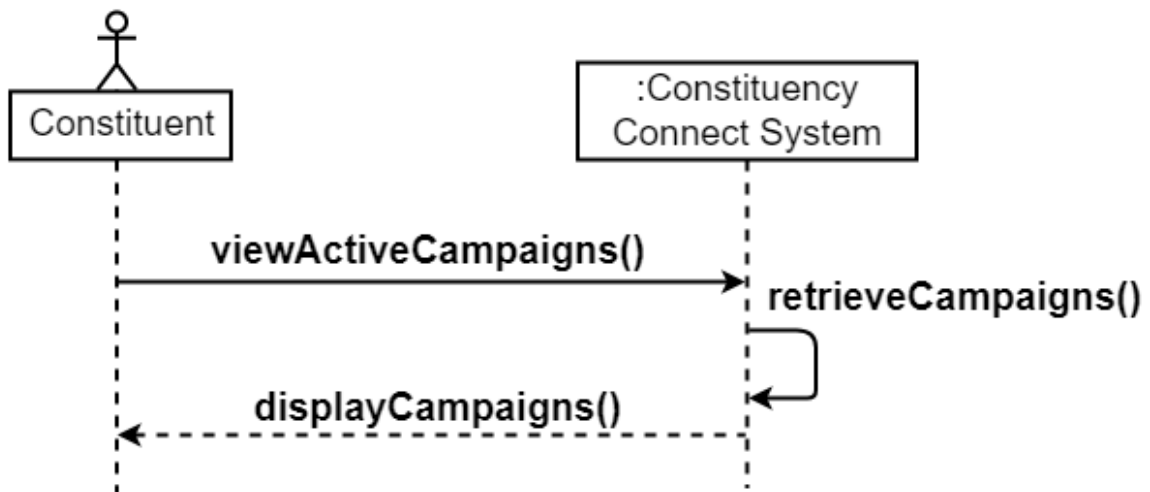 Constituent
:Constituency
Connect System
viewActiveCampaigns()
retrieveCampaigns()
displayCampaigns()